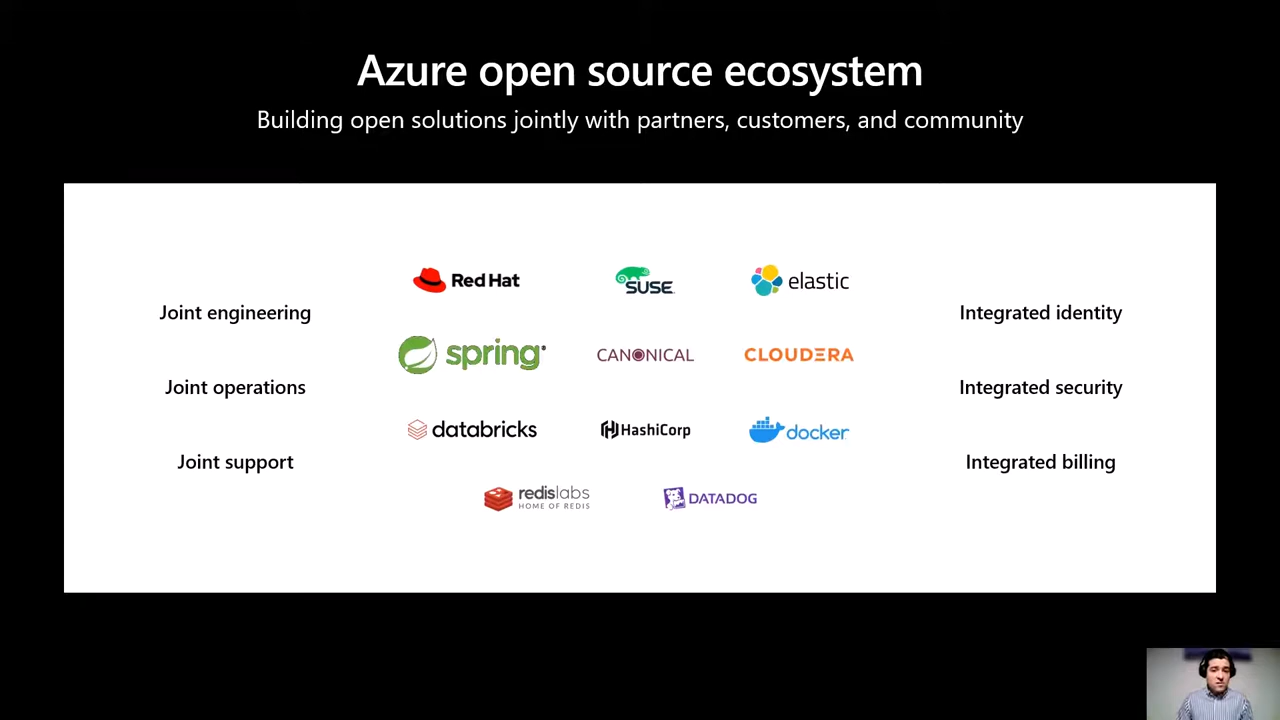 Azure open source ecosystem
Building open solutions jointly with partners, customers, and community
Joint engineering
Joint operations
Joint support
Red Hat
SUSE
elastic
spring
CANONICAL
CLOUDERA
databricks
HashiCorp
docker
redislabs
HOME OF REDIS
DATADOG
Integrated identity
Integrated security
Integrated billing